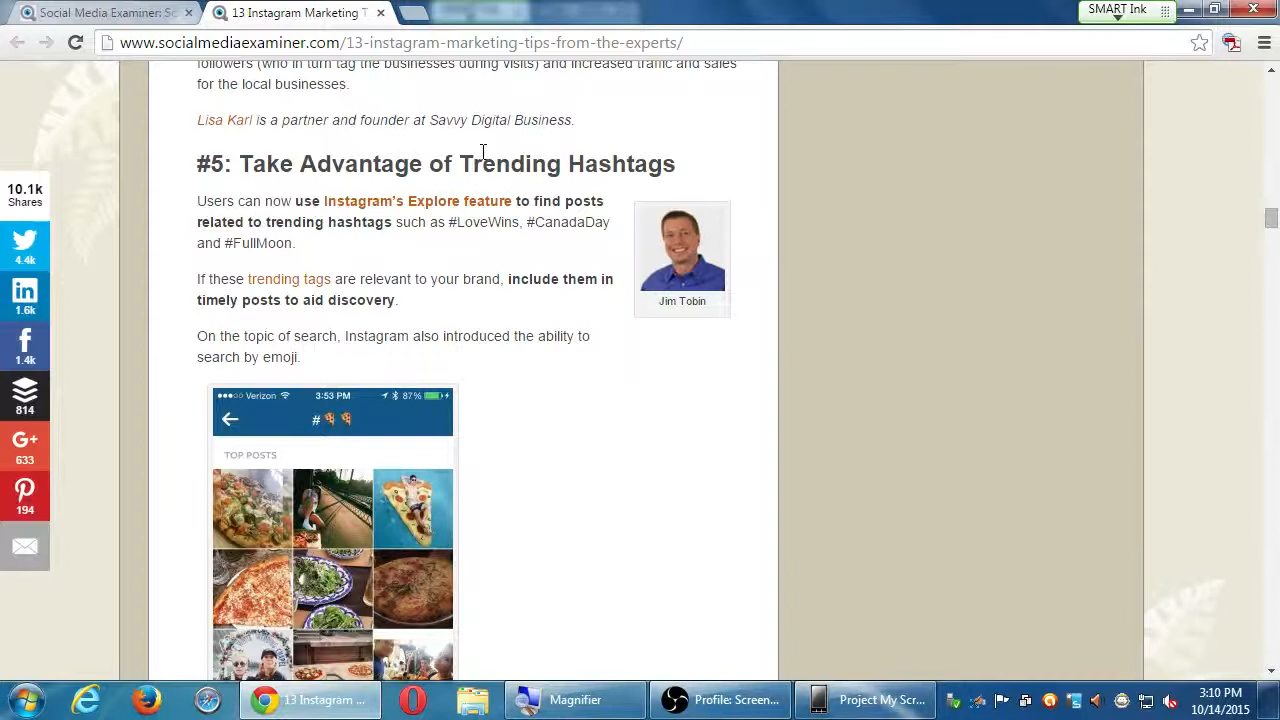 Social Media Examiner: So
13 Instagram Marketing T
SMART Ink
www.socialmediaexaminer.com/13-instagram-marketing-tips-from-the-experts/
followers (who in turn tag the businesses during visits) and increased traffic and sales
for the local businesses.
Lisa Karl is a partner and founder at Savvy Digital Business.
#5: Take Advantage of Trending Hashtags
Users can now use Instagram's Explore feature to find posts
related to trending hashtags such as #LoveWins, #CanadaDay
and #FullMoon.
Jim Tobin
If these trending tags are relevant to your brand, include them in
timely posts to aid discovery.
On the topic of search, Instagram also introduced the ability to
search by emoji.
10.1k
Shares
4.4k
1.6k
1.4k
814
G+
633
194
Verizon 3:53 PM 87%
#🍕🍕
TOP POSTS
13 Instagram ...
Magnifier
Profile: Screen...
Project My Scr...
3:10 PM
10/14/2015